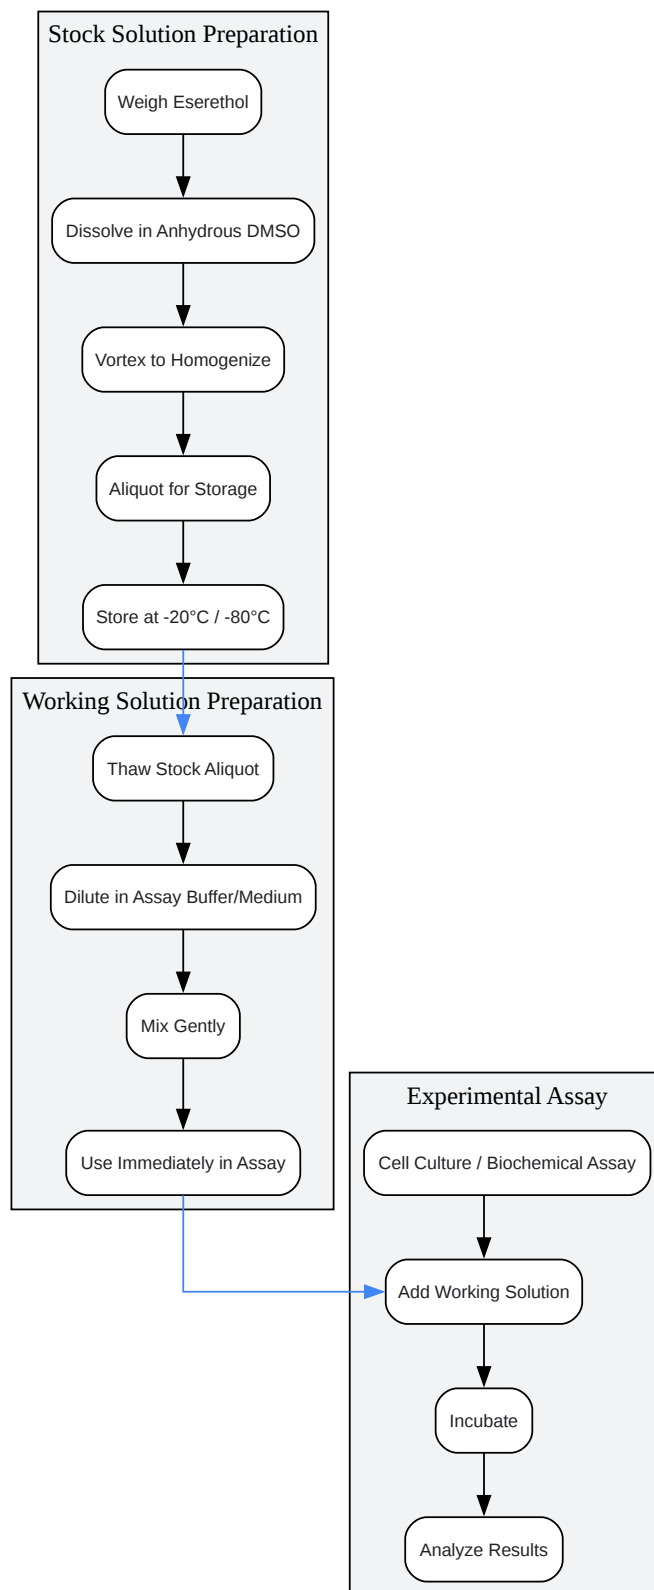 Stock Solution Preparation
Weigh Eserethol
Dissolve in Anhydrous DMSO
Vortex to Homogenize
Aliquot for Storage
Store at -20°C / -80°C
Working Solution Preparation
Thaw Stock Aliquot
Dilute in Assay Buffer/Medium
Mix Gently
Use Immediately in Assay
Experimental Assay
Cell Culture / Biochemical Assay
Add Working Solution
Incubate
Analyze Results